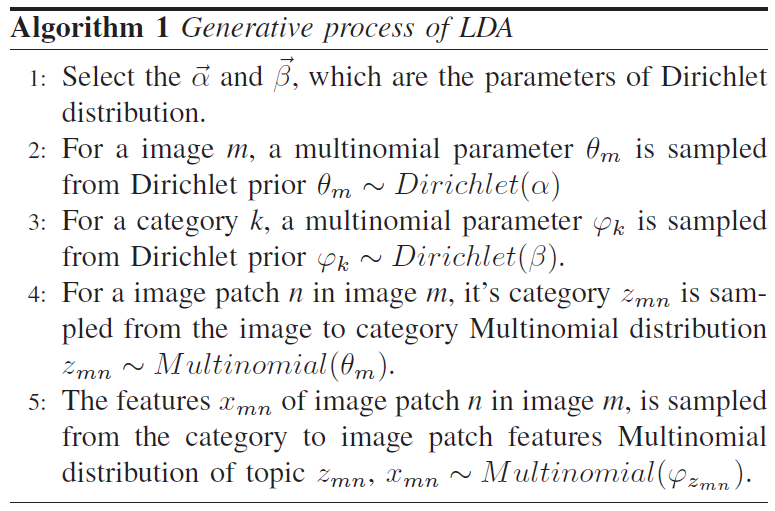 Algorithm 1 Generative process of LDA
1: Select the $\vec{\alpha}$ and $\vec{\beta}$, which are the parameters of Dirichlet
distribution.
2: For a image m, a multinomial parameter $\theta_m$ is sampled
from Dirichlet prior $\theta_m \sim Dirichlet(\alpha)$
3: For a category k, a multinomial parameter $\varphi_k$ is sampled
from Dirichlet prior $\varphi_k \sim Dirichlet(\beta)$.
4: For a image patch n in image m, it's category $z_{mn}$ is sam-
pled from the image to category Multinomial distribution
$z_{mn} \sim Multinomial(\theta_m)$.
5: The features $x_{mn}$ of image patch n in image m, is sampled
from the category to image patch features Multinomial
distribution of topic $z_{mn}$, $x_{mn} \sim Multinomial(\varphi_{z_{mn}})$.